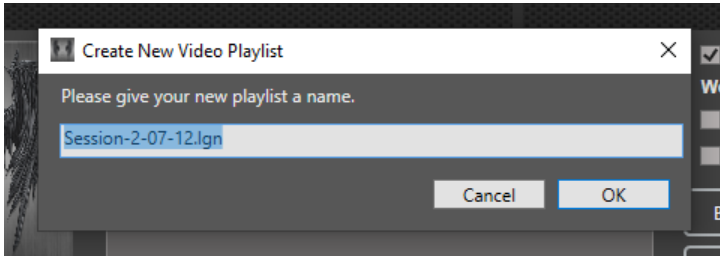 Create New Video Playlist
Please give your new playlist a name.
Session-2-07-12.lgn
Cancel
OK